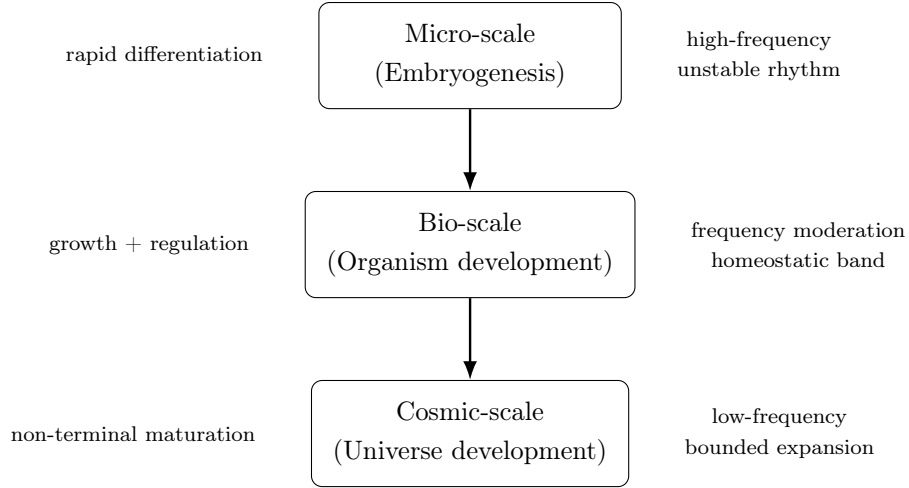 rapid differentiation
Micro-scale
(Embryogenesis)
high-frequency
unstable rhythm
growth + regulation
Bio-scale
(Organism development)
frequency moderation
homeostatic band
non-terminal maturation
Cosmic-scale
(Universe development)
low-frequency
bounded expansion